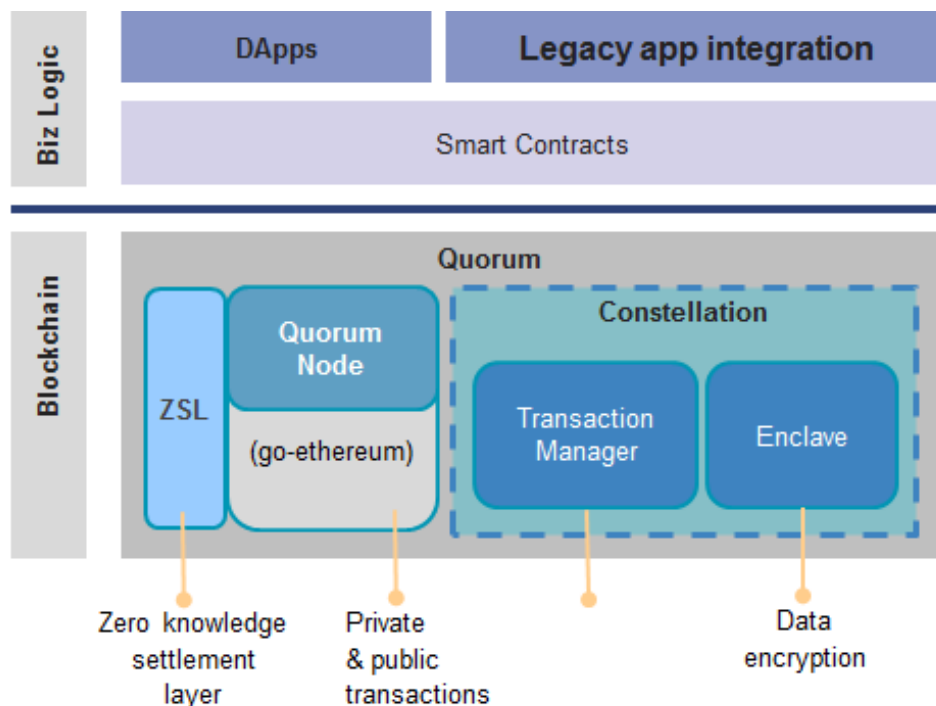 Biz Logic
DApps
Legacy app integration
Smart Contracts
Blockchain
Quorum
ZSL
Quorum
Node
(go-ethereum)
Constellation
Transaction
Manager
Enclave
Zero knowledge
settlement
layer
Private
& public
transactions
Data
encryption